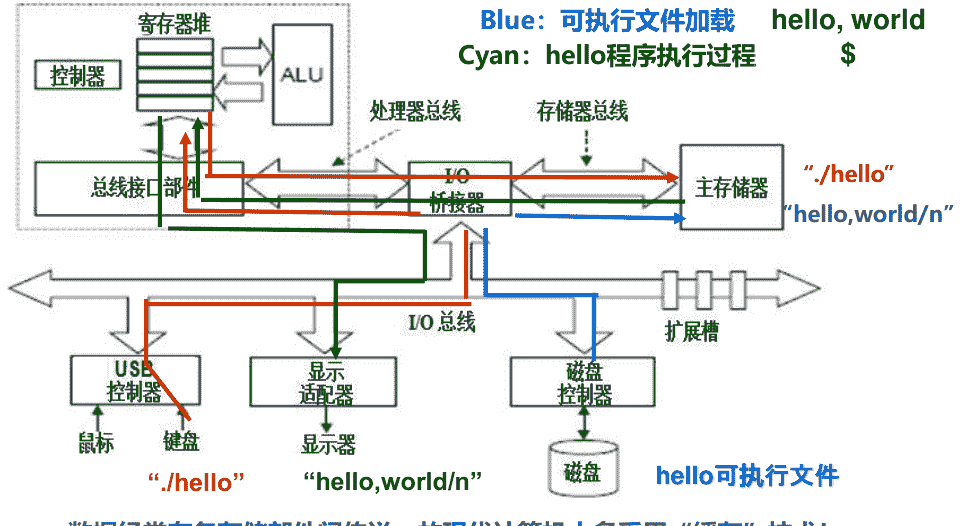 Blue：可执行文件加载 hello, world
Cyan：hello程序执行过程 $
寄存器堆
控制器
ALU
处理器总线
存储器总线
总线接口部件
I/O
桥接器
主存储器
“./hello”
“hello,world/n”
I/O 总线
扩展槽
USB
控制器
显示
适配器
磁盘
控制器
鼠标
键盘
显示器
磁盘
“./hello”
“hello,world/n”
hello可执行文件